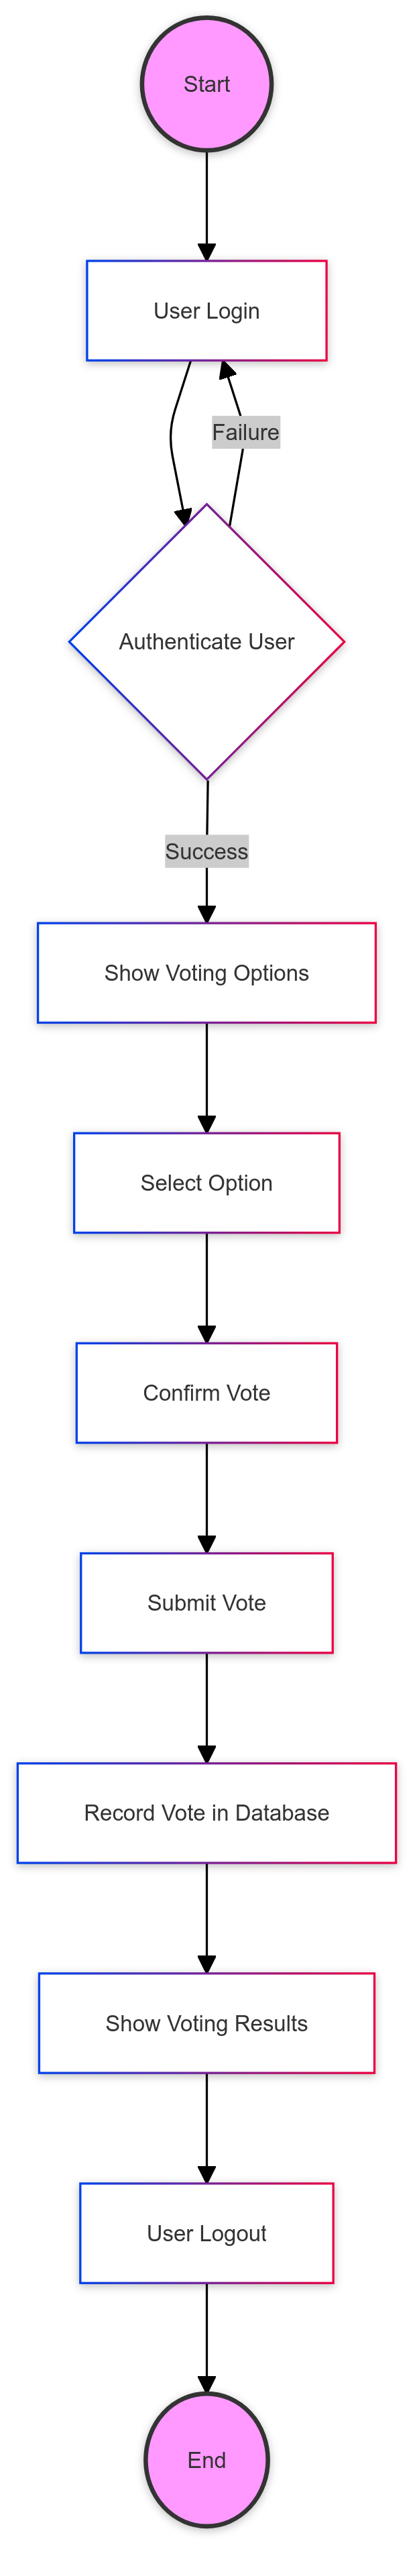 Start
User Login
Failure
Authenticate User
Success
Show Voting Options
Select Option
Confirm Vote
Submit Vote
Record Vote in Database
Show Voting Results
User Logout
End